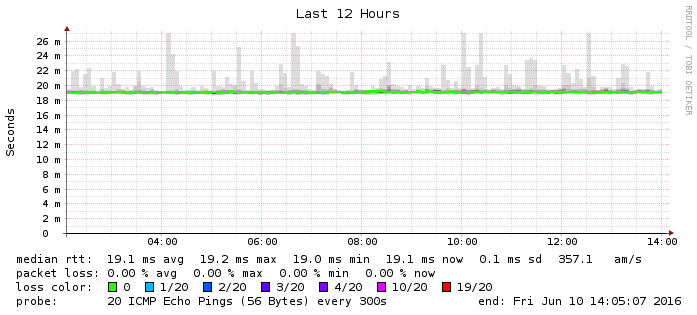 Last 12 Hours
RRDTOOL / TOBI OETIKER
Seconds
26 m
24 m
22 m
20 m
18 m
16 m
14 m
12 m
10 m
8 m
6 m
4 m
2 m
0
04:00 06:00 08:00 10:00 12:00 14:00
median rtt: 19.1 ms avg 19.2 ms max 19.0 ms min 19.1 ms now 0.1 ms sd 357.1 am/s
packet loss: 0.00 % avg 0.00 % max 0.00 % min 0.00 % now
loss color: 0 1/20 2/20 3/20 4/20 10/20 19/20
probe: 20 ICMP Echo Pings (56 Bytes) every 300s end: Fri Jun 10 14:05:07 2016